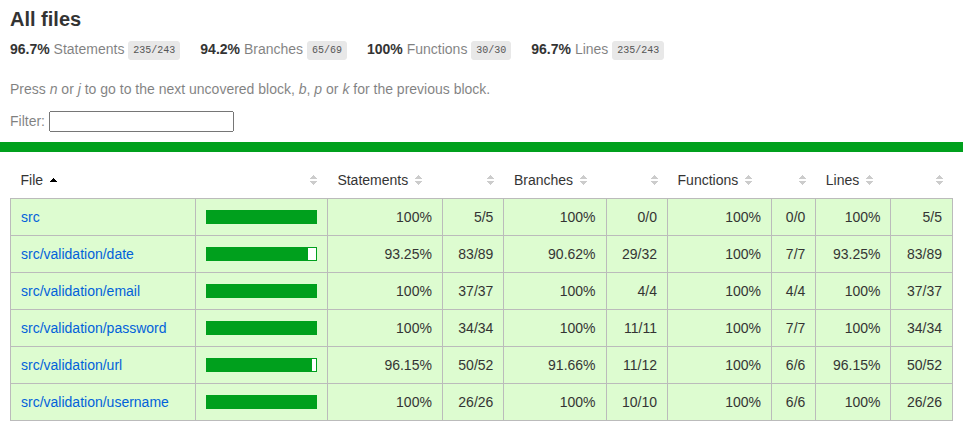 All files
96.7% Statements 235/243 94.2% Branches 65/69 100% Functions 30/30 96.7% Lines 235/243
Press n or j to go to the next uncovered block, b, p or k for the previous block.
Filter:
File Statements Branches Functions Lines
src 100% 5/5 100% 0/0 100% 0/0 100% 5/5
src/validation/date 93.25% 83/89 90.62% 29/32 100% 7/7 93.25% 83/89
src/validation/email 100% 37/37 100% 4/4 100% 4/4 100% 37/37
src/validation/password 100% 34/34 100% 11/11 100% 7/7 100% 34/34
src/validation/url 96.15% 50/52 91.66% 11/12 100% 6/6 96.15% 50/52
src/validation/username 100% 26/26 100% 10/10 100% 6/6 100% 26/26